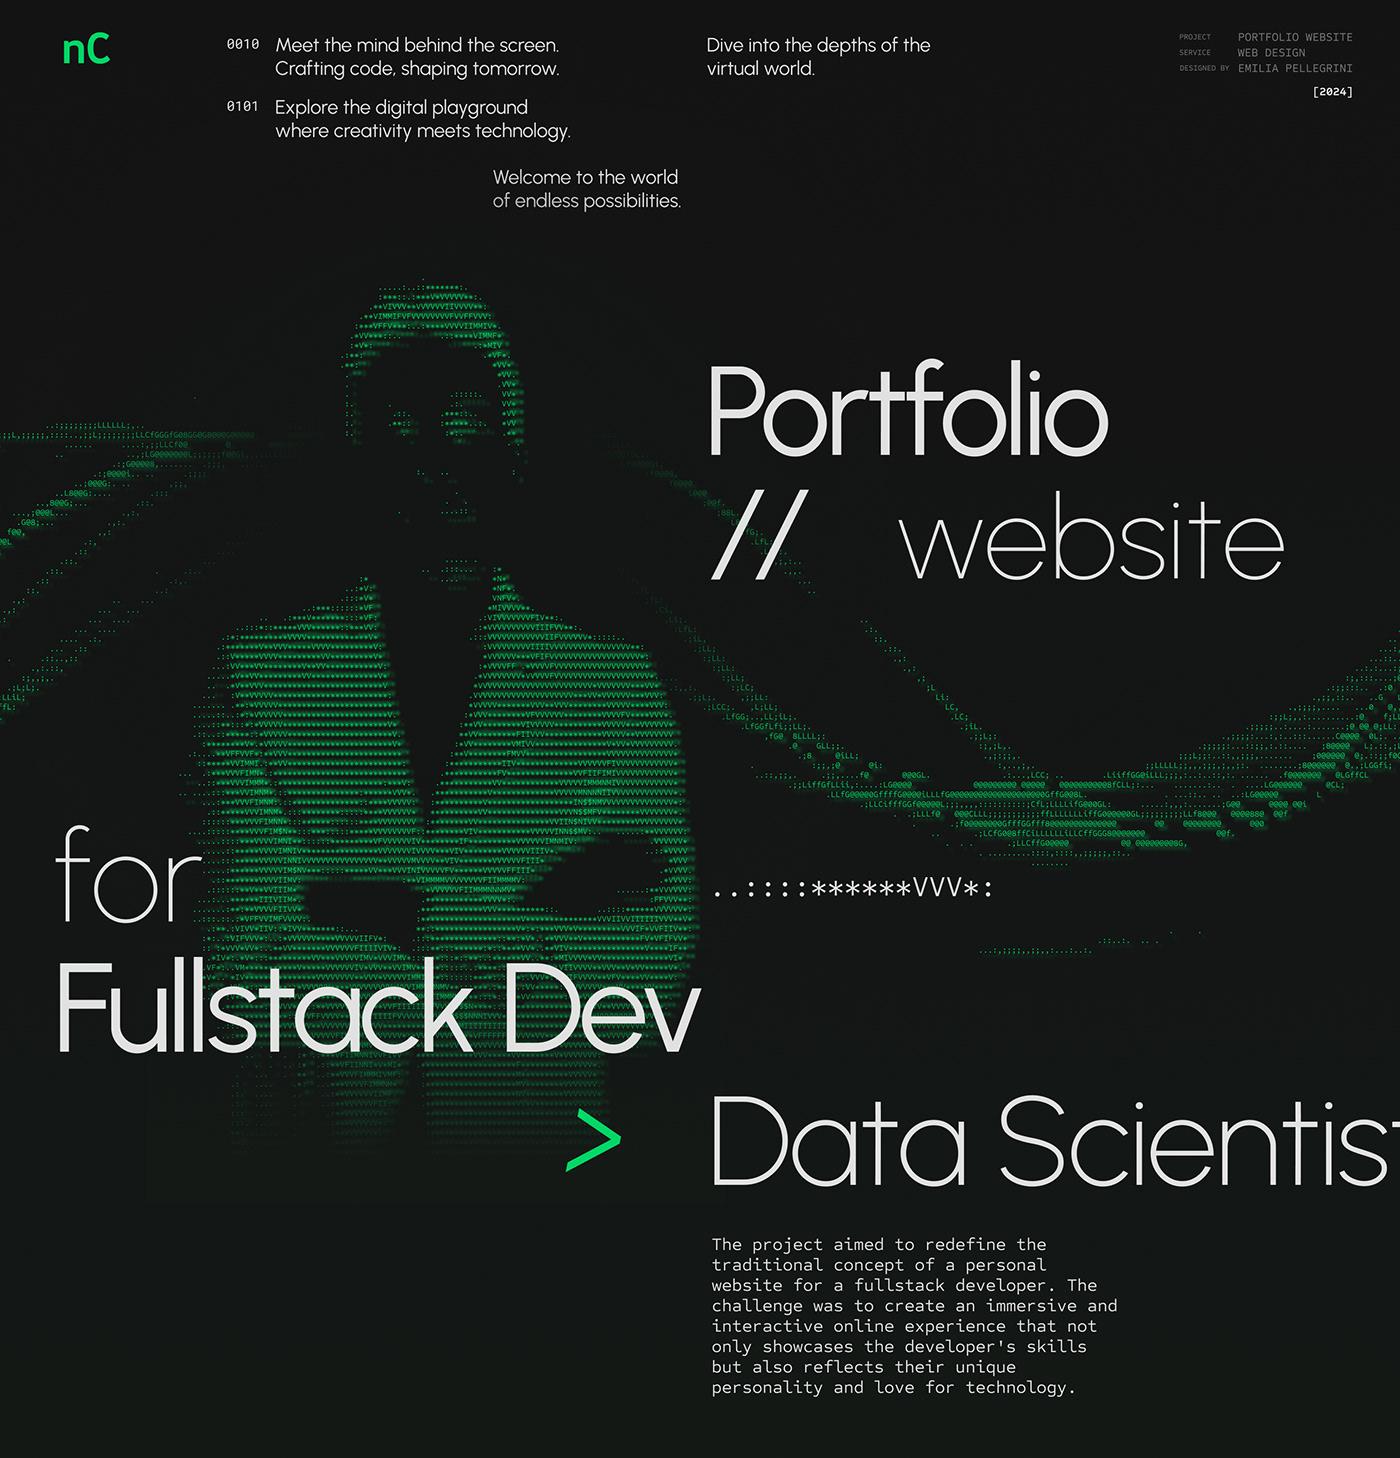 nC
0010 Meet the mind behind the screen.
Crafting code, shaping tomorrow.
0101 Explore the digital playground
where creativity meets technology.
Welcome to the world
of endless possibilities.
Dive into the depths of the
virtual world.
PROJECT PORTFOLIO WEBSITE
SERVICE WEB DESIGN
DESIGNED BY EMILIA PELLEGRINI
[2024]
Portfolio
// website
for
Fullstack Dev
..::::******VVV*:
> Data Scientist
The project aimed to redefine the
traditional concept of a personal
website for a fullstack developer. The
challenge was to create an immersive and
interactive online experience that not
only showcases the developer's skills
but also reflects their unique
personality and love for technology.